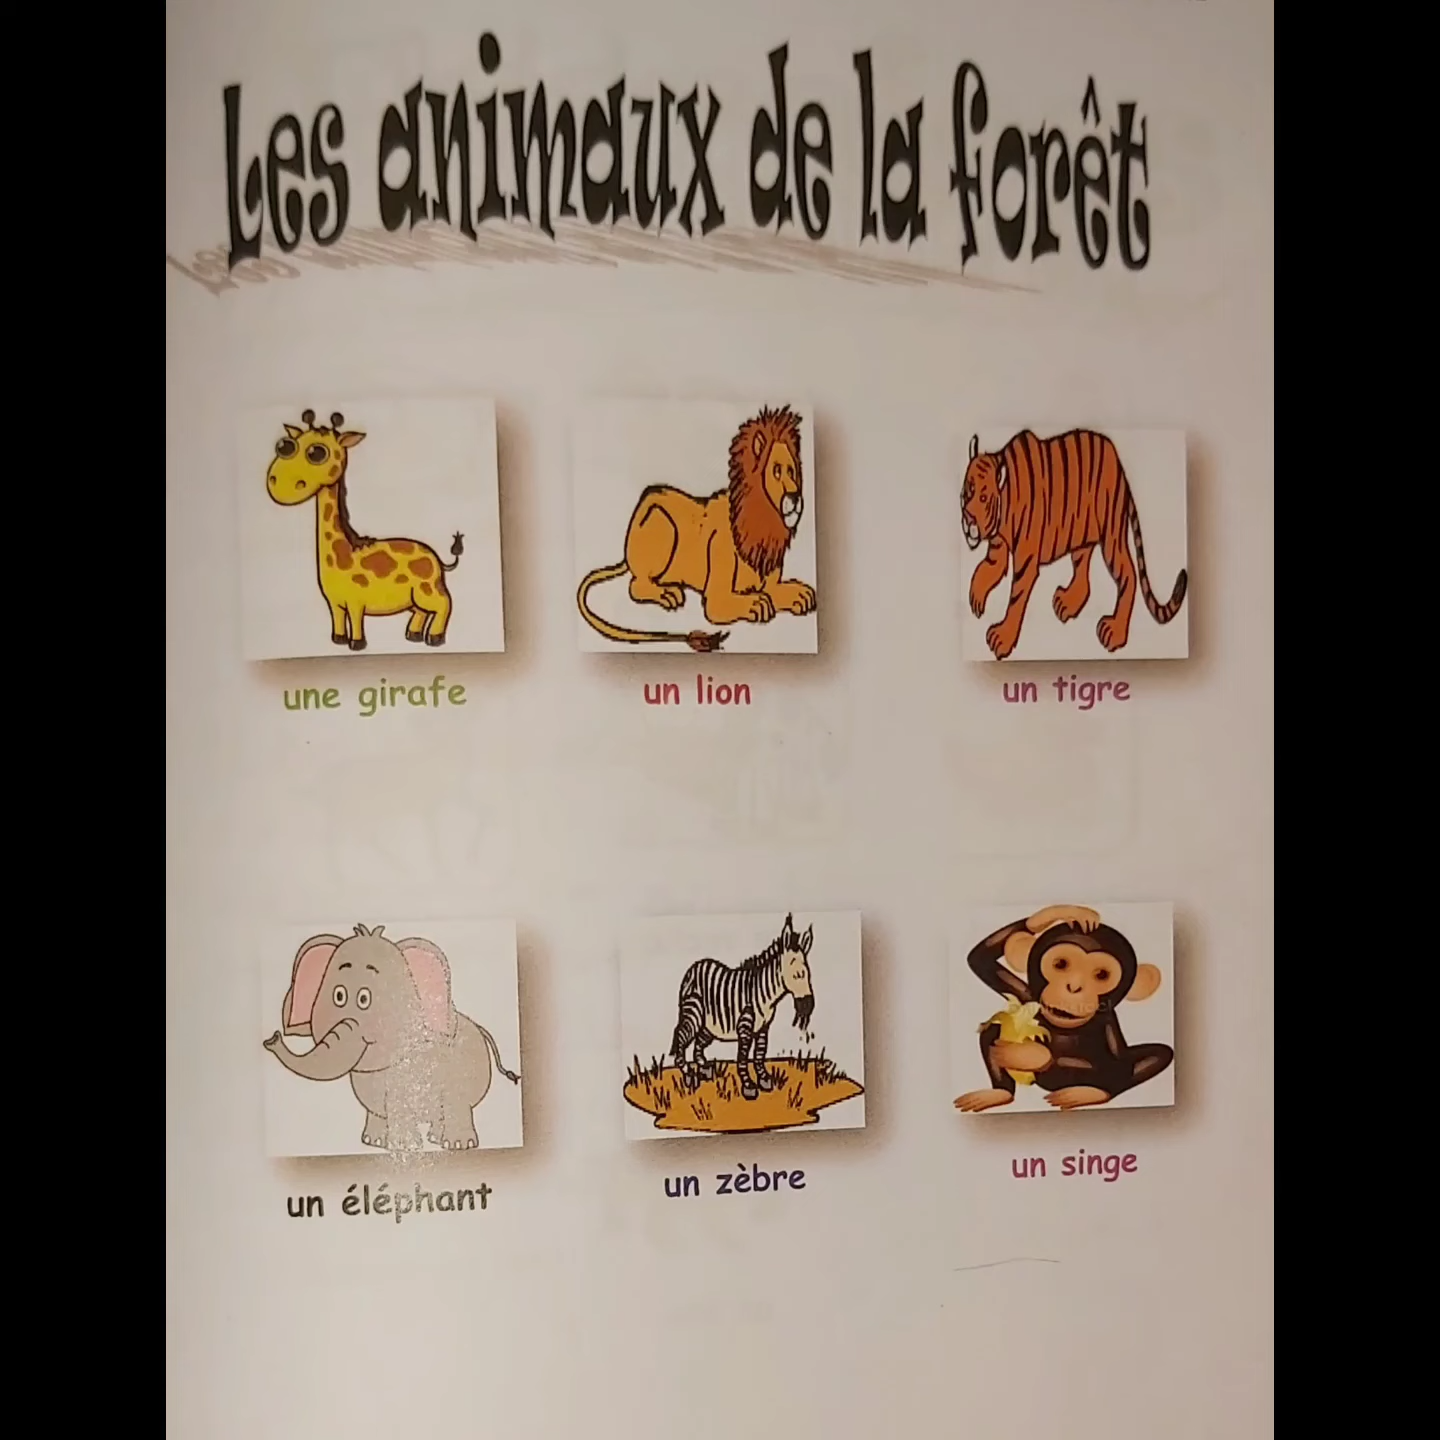 Les animaux de la forêt
une girafe
un lion
un tigre
un éléphant
un zèbre
un singe